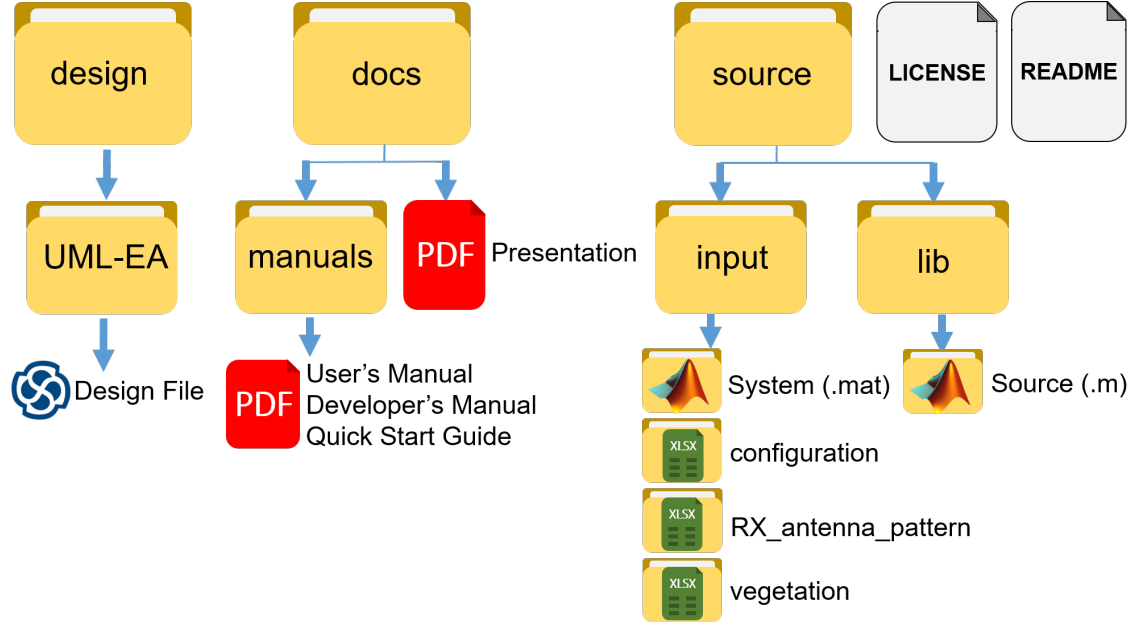 design
docs
source
LICENSE
README
UML-EA
manuals
PDF
Presentation
input
lib
Design File
PDF
User's Manual
Developer's Manual
Quick Start Guide
System (.mat)
Source (.m)
XLSX
configuration
XLSX
RX_antenna_pattern
XLSX
vegetation